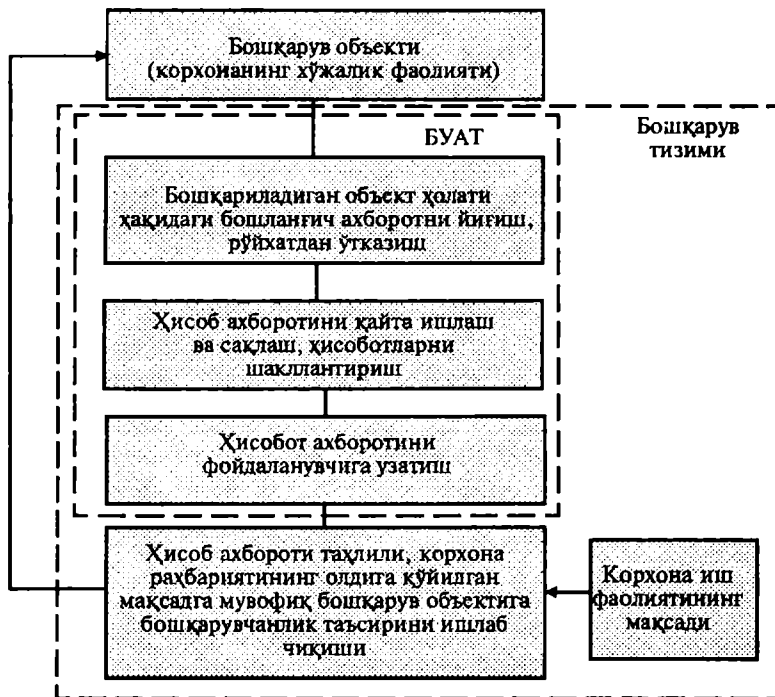 Бошқарув объекти
(корхонанинг хўжалик фаолияти)
БУАТ
Бошқарув
тизими
Бошқариладиган объект ҳолати
ҳақидаги бошланғич ахборотни йиғиш,
рўйхатдан ўтказиш
Ҳисоб ахборотини қайта ишлаш
ва сақлаш, ҳисоботларни
шакллантириш
Ҳисобот ахборотини
фойдаланувчига узатиш
Ҳисоб ахбороти таҳлили, корхона
раҳбариятининг олдига қўйилган
мақсадга мувофиқ бошқарув объектига
бошқарувчанлик таъсирини ишлаб
чиқиши
Корхона иш
фаолиятининг
мақсади